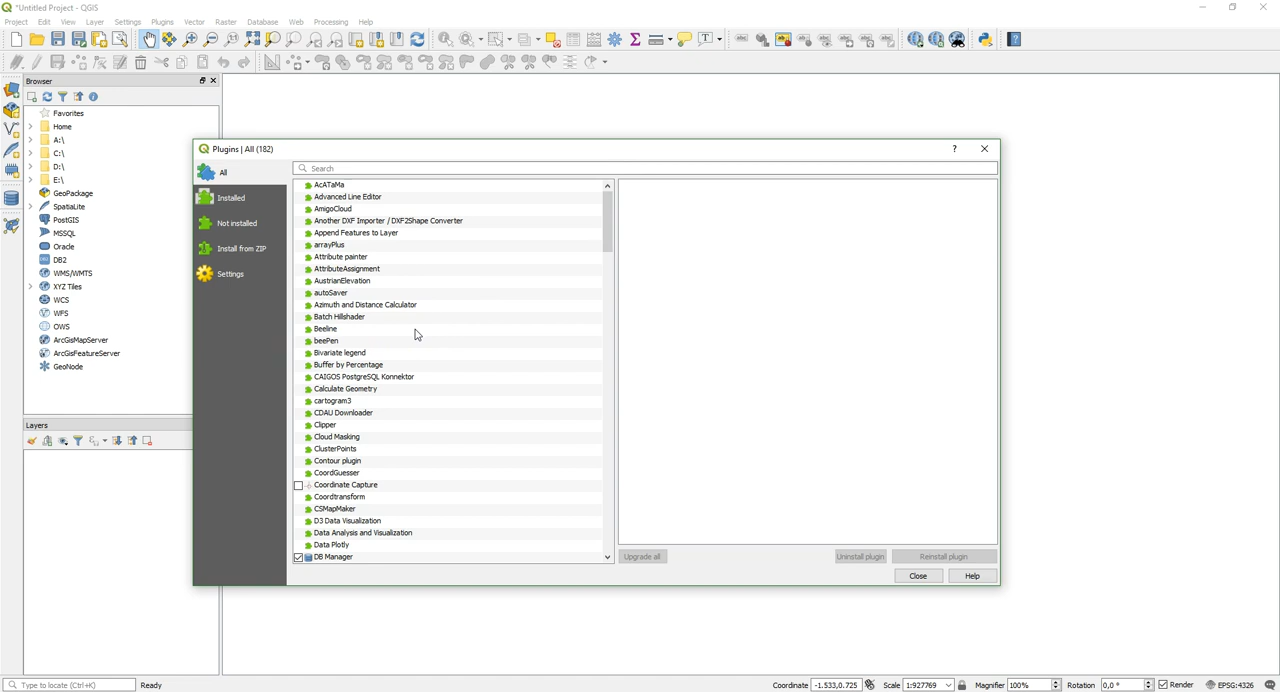 *Untitled Project - QGIS
Project Edit View Layer Settings Plugins Vector Raster Database Web Processing Help
Browser
Favorites
Home
A:\
C:\
D:\
E:\
GeoPackage
SpatiaLite
PostGIS
MSSQL
Oracle
DB2
WMS/WMTS
XYZ Tiles
WCS
WFS
OWS
ArcGisMapServer
ArcGisFeatureServer
GeoNode
Layers
Plugins | All (182)
All
Installed
Not installed
Install from ZIP
Settings
Search
AcATaMa
Advanced Line Editor
AmigoCloud
Another DXF Importer / DXF2Shape Converter
Append Features to Layer
arrayPlus
Attribute painter
AttributeAssignment
AustrianElevation
autoSaver
Azimuth and Distance Calculator
Batch Hillshader
Beeline
beePen
Bivariate legend
Buffer by Percentage
CAIGOS PostgreSQL Konnektor
Calculate Geometry
cartogram3
CDAU Downloader
Clipper
Cloud Masking
ClusterPoints
Contour plugin
CoordGuesser
Coordinate Capture
Coordtransform
CSMapMaker
D3 Data Visualization
Data Analysis and Visualization
Data Plotly
DB Manager
Upgrade all Uninstall plugin Reinstall plugin
Close Help
Type to locate (Ctrl+K) Ready Coordinate -1.533,0.725 Scale 1:927769 Magnifier 100% Rotation 0,0 ° Render EPSG:4326